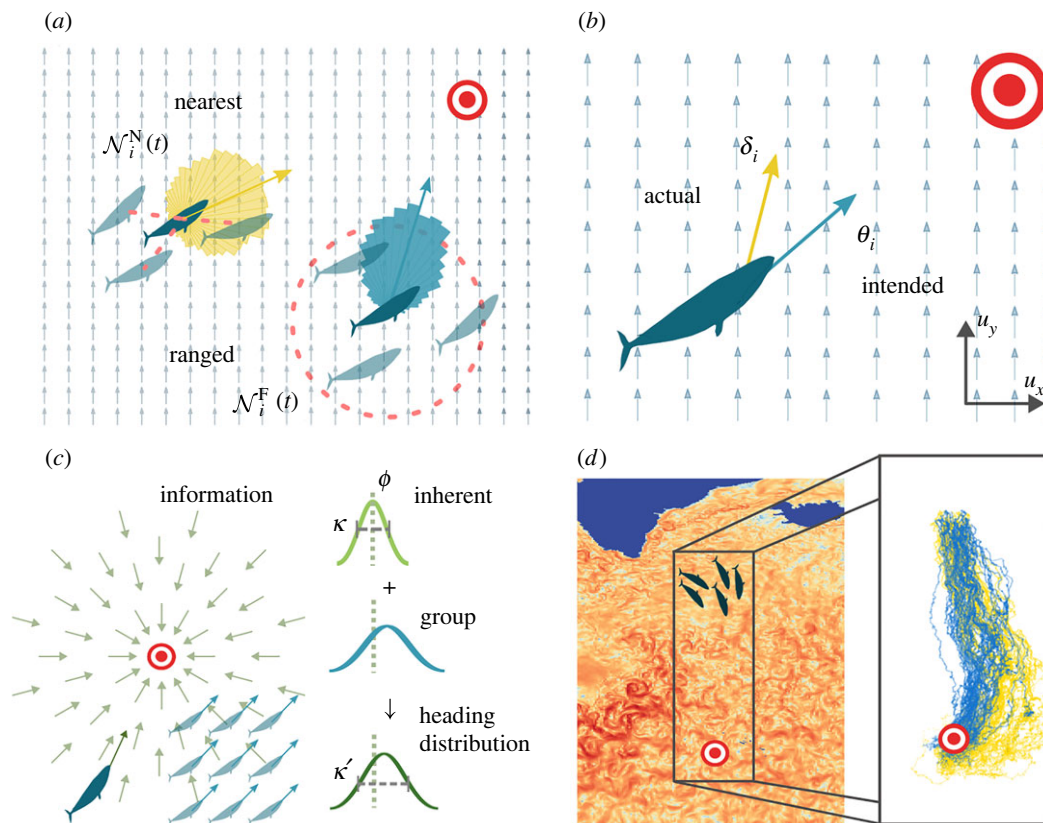 (a)
nearest
𝒩ᵢᴺ(t)
ranged
𝒩ᵢᶠ(t)
(b)
δᵢ
actual
θᵢ
intended
u_y
u_x
(c)
information
ϕ
inherent
κ
+
group
↓
heading
distribution
κ′
(d)